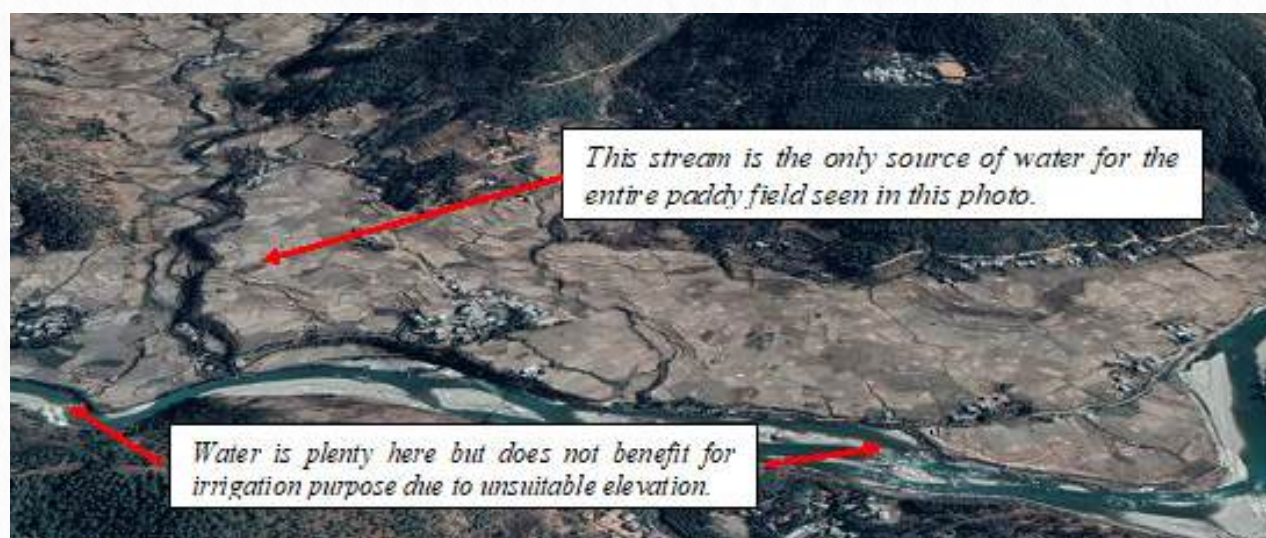 This stream is the only source of water for the
entire paddy field seen in this photo.
Water is plenty here but does not benefit for
irrigation purpose due to unsuitable elevation.